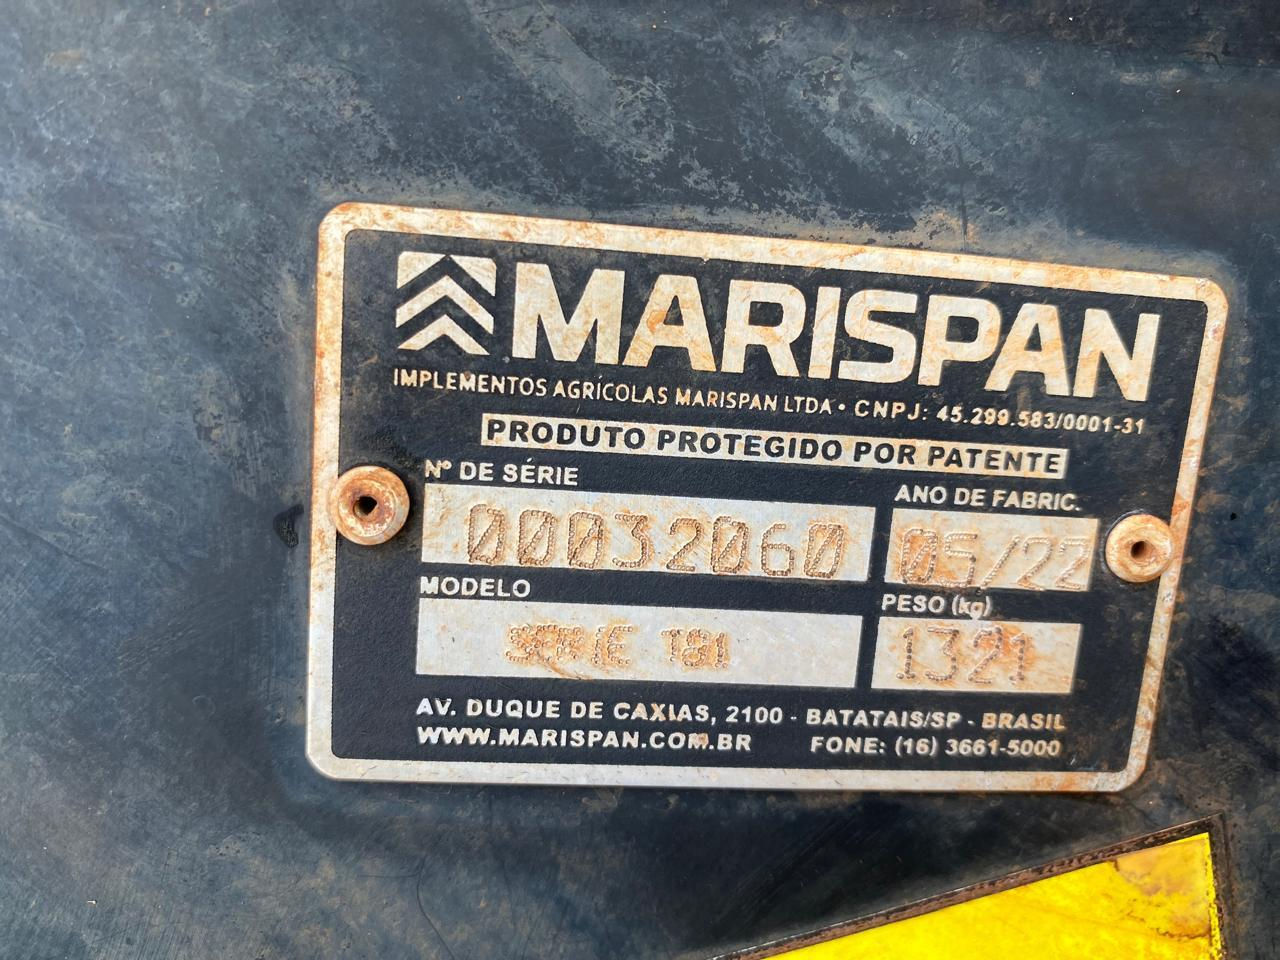 MARISPAN
IMPLEMENTOS AGRÍCOLAS MARISPAN LTDA • CNPJ: 45.299.583/0001-31
PRODUTO PROTEGIDO POR PATENTE
Nº DE SÉRIE
ANO DE FABRIC.
00032060
05/22
MODELO
PESO (kg)
SERIE T81
1321
AV. DUQUE DE CAXIAS, 2100 - BATATAIS/SP - BRASIL
WWW.MARISPAN.COM.BR FONE: (16) 3661-5000